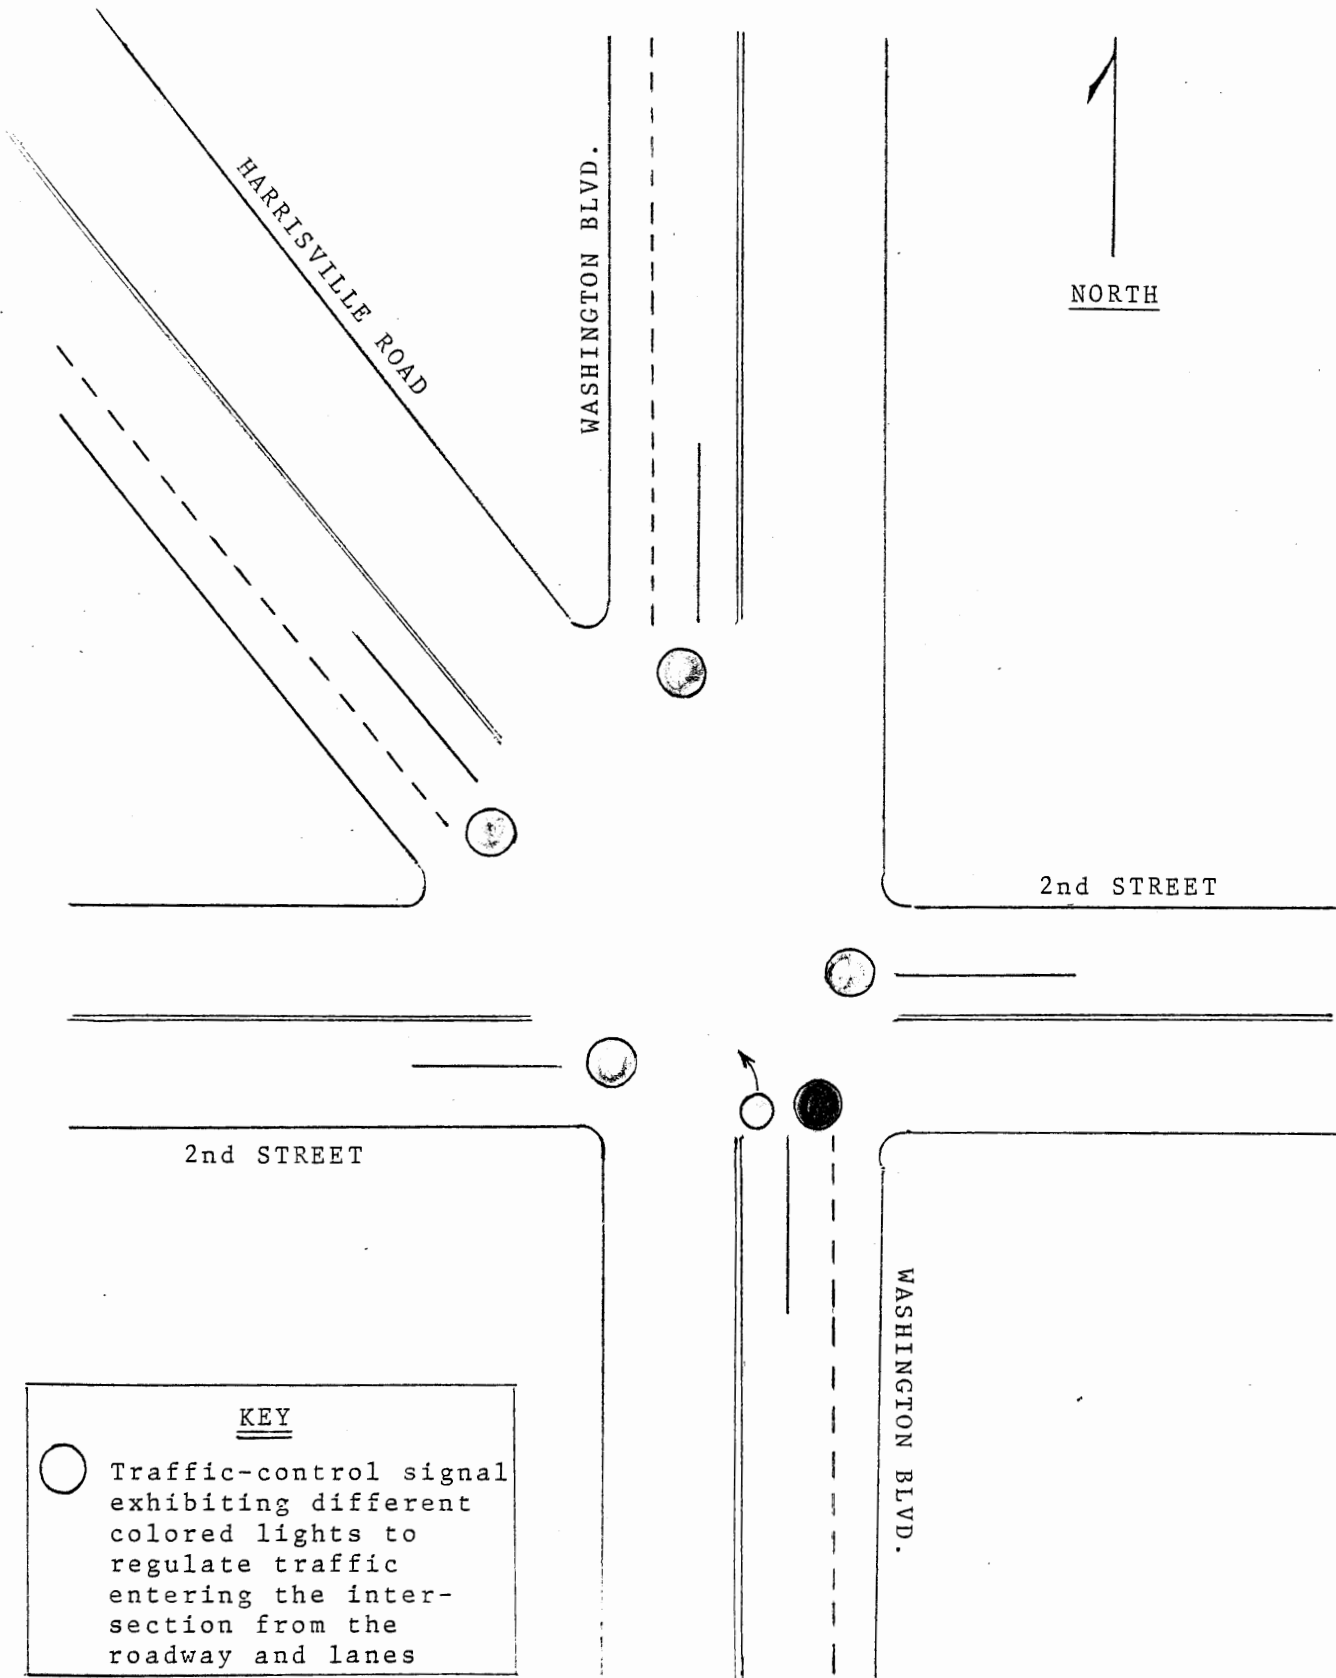 HARRISVILLE ROAD
WASHINGTON BLVD.
NORTH
2nd STREET
2nd STREET
WASHINGTON BLVD.
KEY
Traffic-control signal
exhibiting different
colored lights to
regulate traffic
entering the inter-
section from the
roadway and lanes